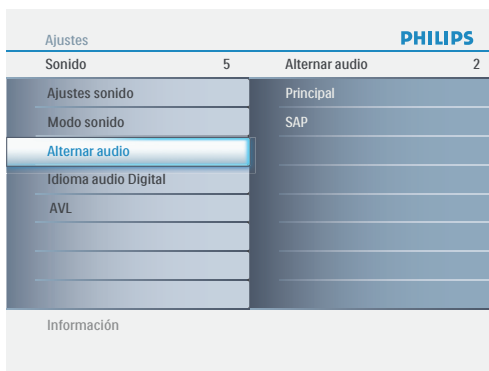 Ajustes
PHILIPS
Sonido 5
Alternar audio 2
Ajustes sonido
Modo sonido
Alternar audio
Idioma audio Digital
AVL
Principal
SAP
Información